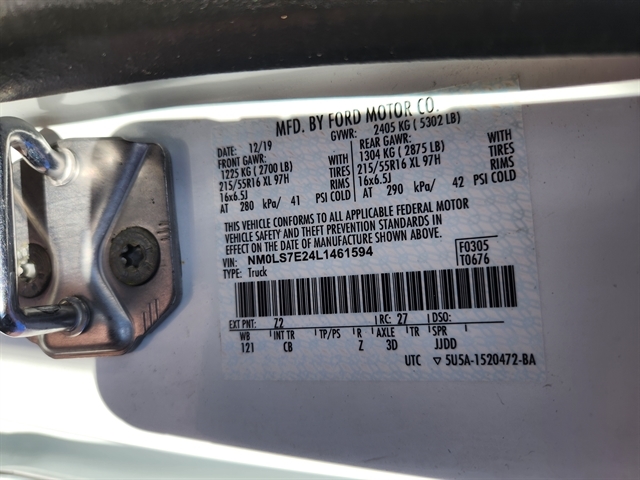 MFD. BY FORD MOTOR CO.
DATE: 12/19 GVWR: 2405 KG ( 5302 LB)
FRONT GAWR: WITH REAR GAWR: WITH
1225 KG ( 2700 LB) TIRES 1304 KG ( 2875 LB) TIRES
215/55R16 XL 97H RIMS 215/55R16 XL 97H RIMS
16x6.5J PSI COLD 16x6.5J PSI COLD
AT 280 kPa/ 41 AT 290 kPa/ 42
THIS VEHICLE CONFORMS TO ALL APPLICABLE FEDERAL MOTOR
VEHICLE SAFETY AND THEFT PREVENTION STANDARDS IN
EFFECT ON THE DATE OF MANUFACTURE SHOWN ABOVE.
VIN: NM0LS7E24L1461594 F0305
TYPE: Truck T0676
EXT PNT: Z2 RC: 27 DSO:
WB INT TR TP/PS R AXLE TR SPR
121 CB Z 3D JJDD
UTC ▽ 5U5A-1520472-BA